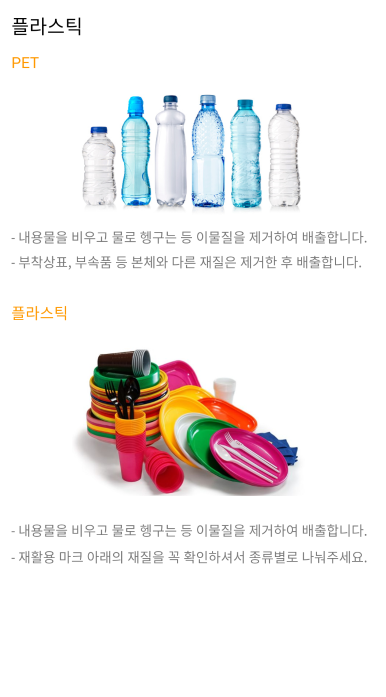 플라스틱
PET
- 내용물을 비우고 물로 헹구는 등 이물질을 제거하여 배출합니다.
- 부착상표, 부속품 등 본체와 다른 재질은 제거한 후 배출합니다.
플라스틱
- 내용물을 비우고 물로 헹구는 등 이물질을 제거하여 배출합니다.
- 재활용 마크 아래의 재질을 꼭 확인하셔서 종류별로 나눠주세요.